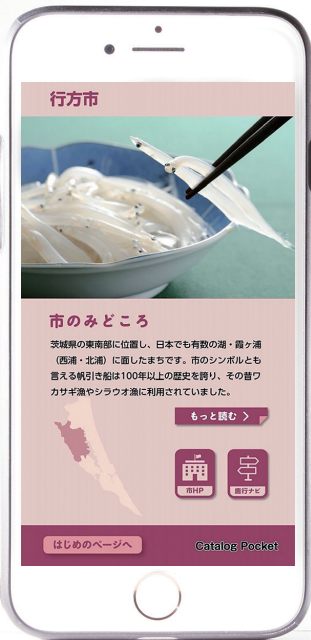 行方市
市のみどころ
茨城県の東南部に位置し、日本でも有数の湖・霞ヶ浦
（西浦・北浦）に面したまちです。市のシンボルとも
言える帆引き船は100年以上の歴史を誇り、その昔ワ
カサギ漁やシラウオ漁に利用されていました。
もっと読む
市HP
旅行ナビ
はじめのページへ
Catalog Pocket